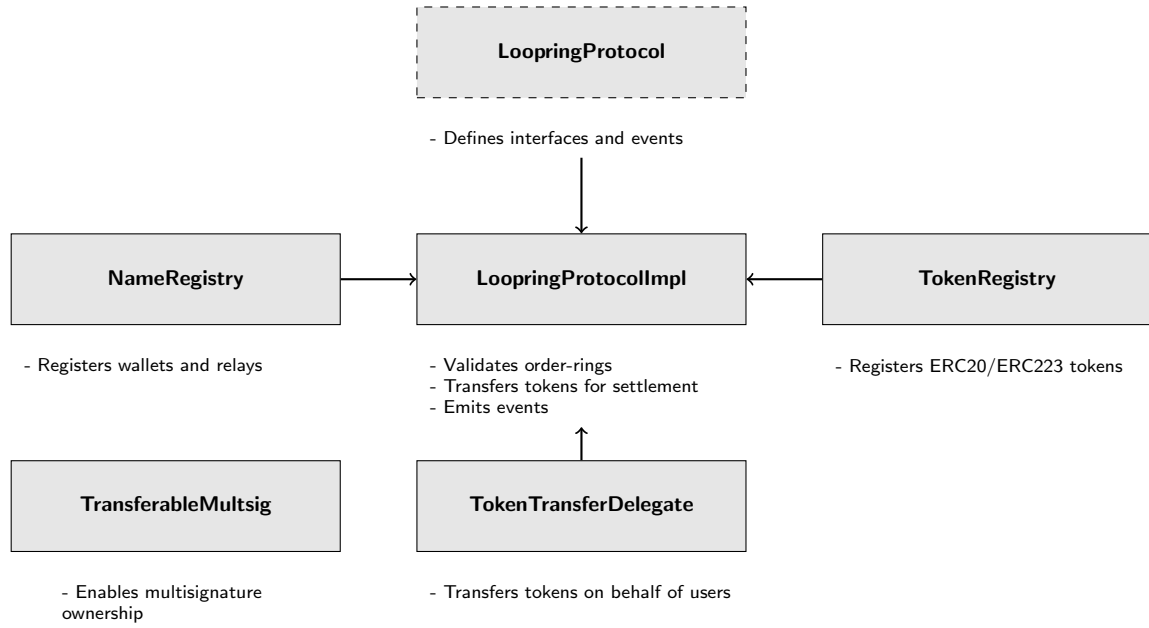 LoopringProtocol
- Defines interfaces and events
NameRegistry
LoopringProtocolImpl
TokenRegistry
- Registers wallets and relays
- Validates order-rings
- Transfers tokens for settlement
- Emits events
- Registers ERC20/ERC223 tokens
TransferableMultsig
TokenTransferDelegate
- Enables multisignature
ownership
- Transfers tokens on behalf of users